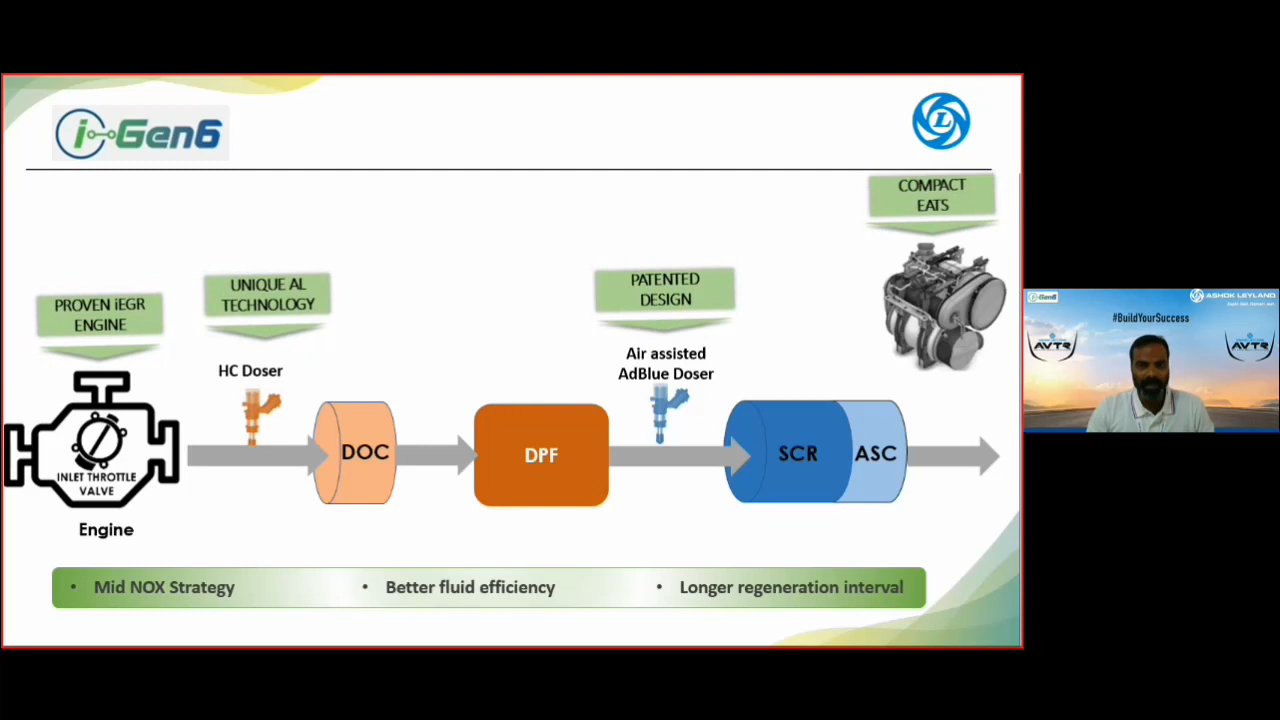 i-Gen6
L
COMPACT
EATS
UNIQUE AL
TECHNOLOGY
PATENTED
DESIGN
PROVEN iEGR
ENGINE
HC Doser
Air assisted
AdBlue Doser
INLET THROTTLE
VALVE
DOC
DPF
SCR
ASC
Engine
• Mid NOX Strategy
• Better fluid efficiency
• Longer regeneration interval
i-Gen6
ASHOK LEYLAND
#BuildYourSuccess
AVTR
AVTR